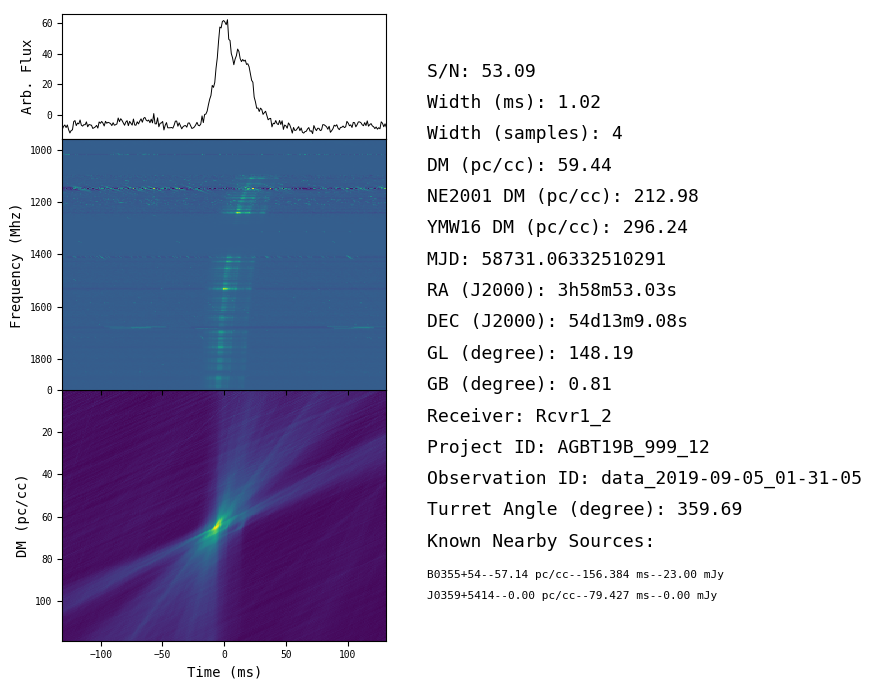 60
40
20
0
Arb. Flux
1000
1200
1400
1600
1800
Frequency (Mhz)
0
20
40
60
80
100
DM (pc/cc)
−100 −50 0 50 100
Time (ms)
S/N: 53.09
Width (ms): 1.02
Width (samples): 4
DM (pc/cc): 59.44
NE2001 DM (pc/cc): 212.98
YMW16 DM (pc/cc): 296.24
MJD: 58731.06332510291
RA (J2000): 3h58m53.03s
DEC (J2000): 54d13m9.08s
GL (degree): 148.19
GB (degree): 0.81
Receiver: Rcvr1_2
Project ID: AGBT19B_999_12
Observation ID: data_2019-09-05_01-31-05
Turret Angle (degree): 359.69
Known Nearby Sources:
B0355+54--57.14 pc/cc--156.384 ms--23.00 mJy
J0359+5414--0.00 pc/cc--79.427 ms--0.00 mJy